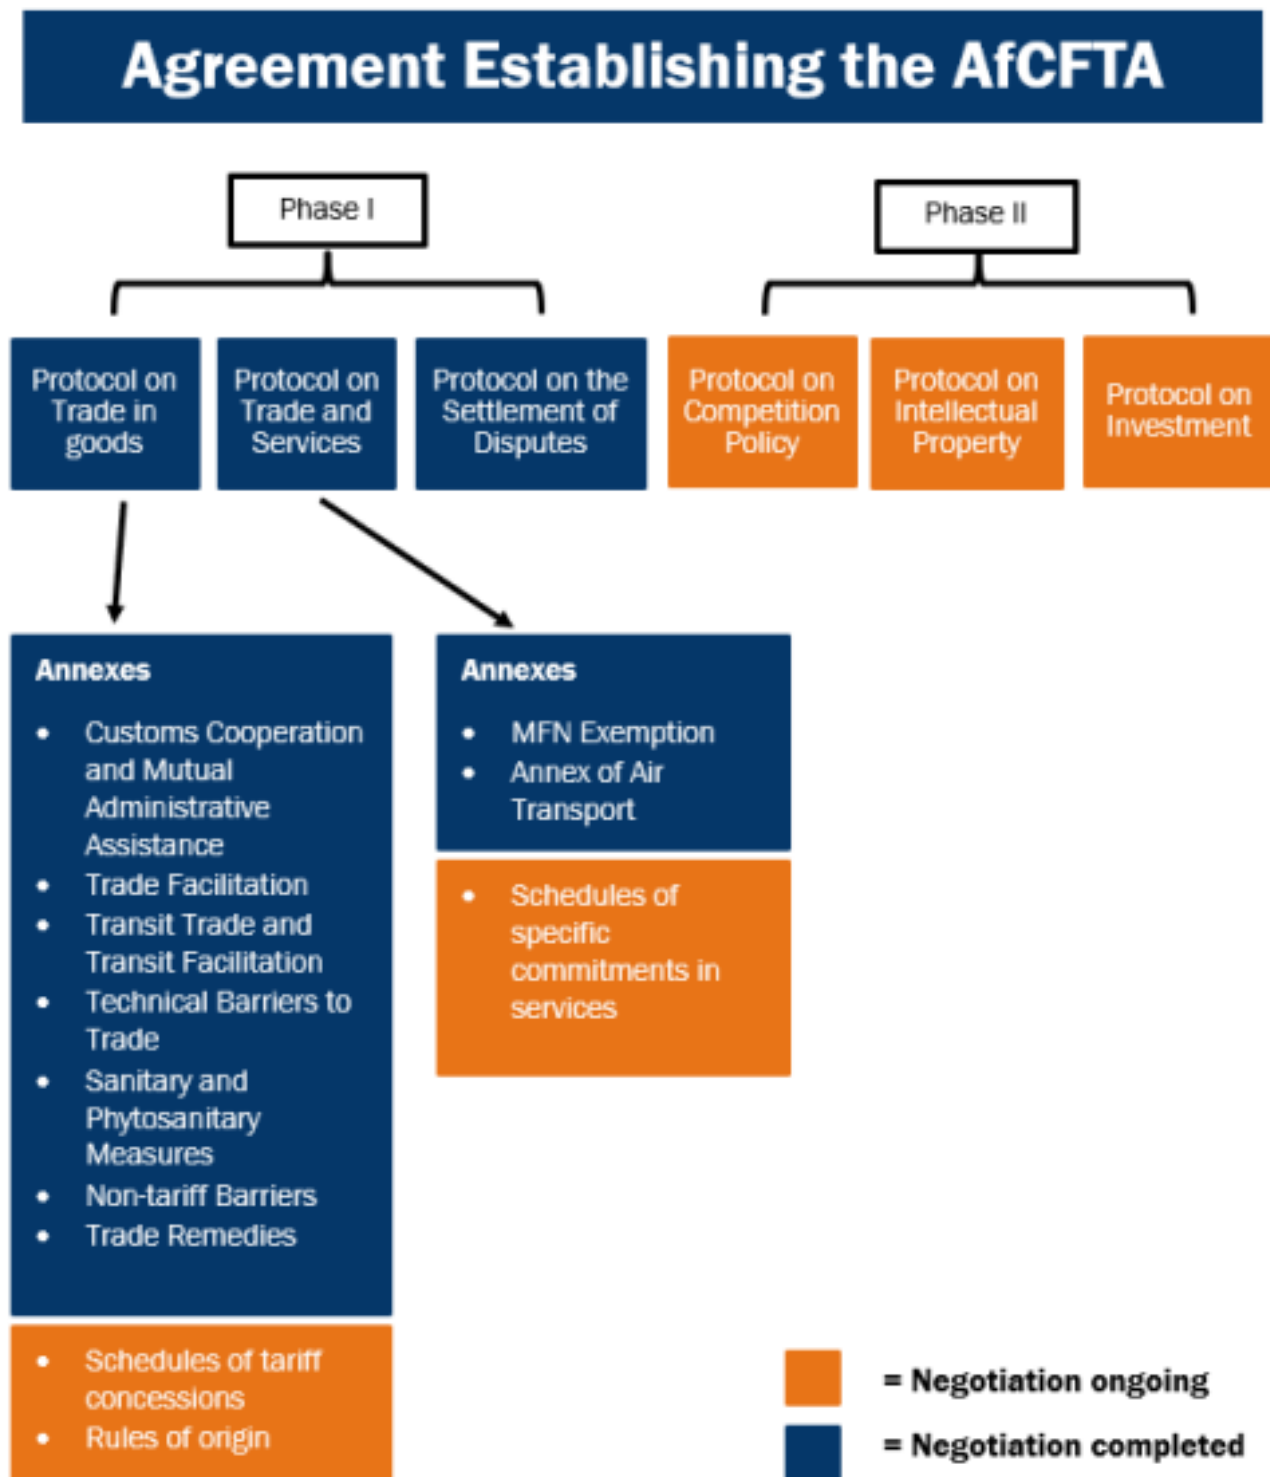 Agreement Establishing the AfCFTA
Phase I
Phase II
Protocol on
Trade in
goods
Protocol on
Trade and
Services
Protocol on the
Settlement of
Disputes
Protocol on
Competition
Policy
Protocol on
Intellectual
Property
Protocol on
Investment
Annexes
• Customs Cooperation
and Mutual
Administrative
Assistance
• Trade Facilitation
• Transit Trade and
Transit Facilitation
• Technical Barriers to
Trade
• Sanitary and
Phytosanitary
Measures
• Non-tariff Barriers
• Trade Remedies
• Schedules of tariff
concessions
• Rules of origin
Annexes
• MFN Exemption
• Annex of Air
Transport
• Schedules of
specific
commitments in
services
= Negotiation ongoing
= Negotiation completed